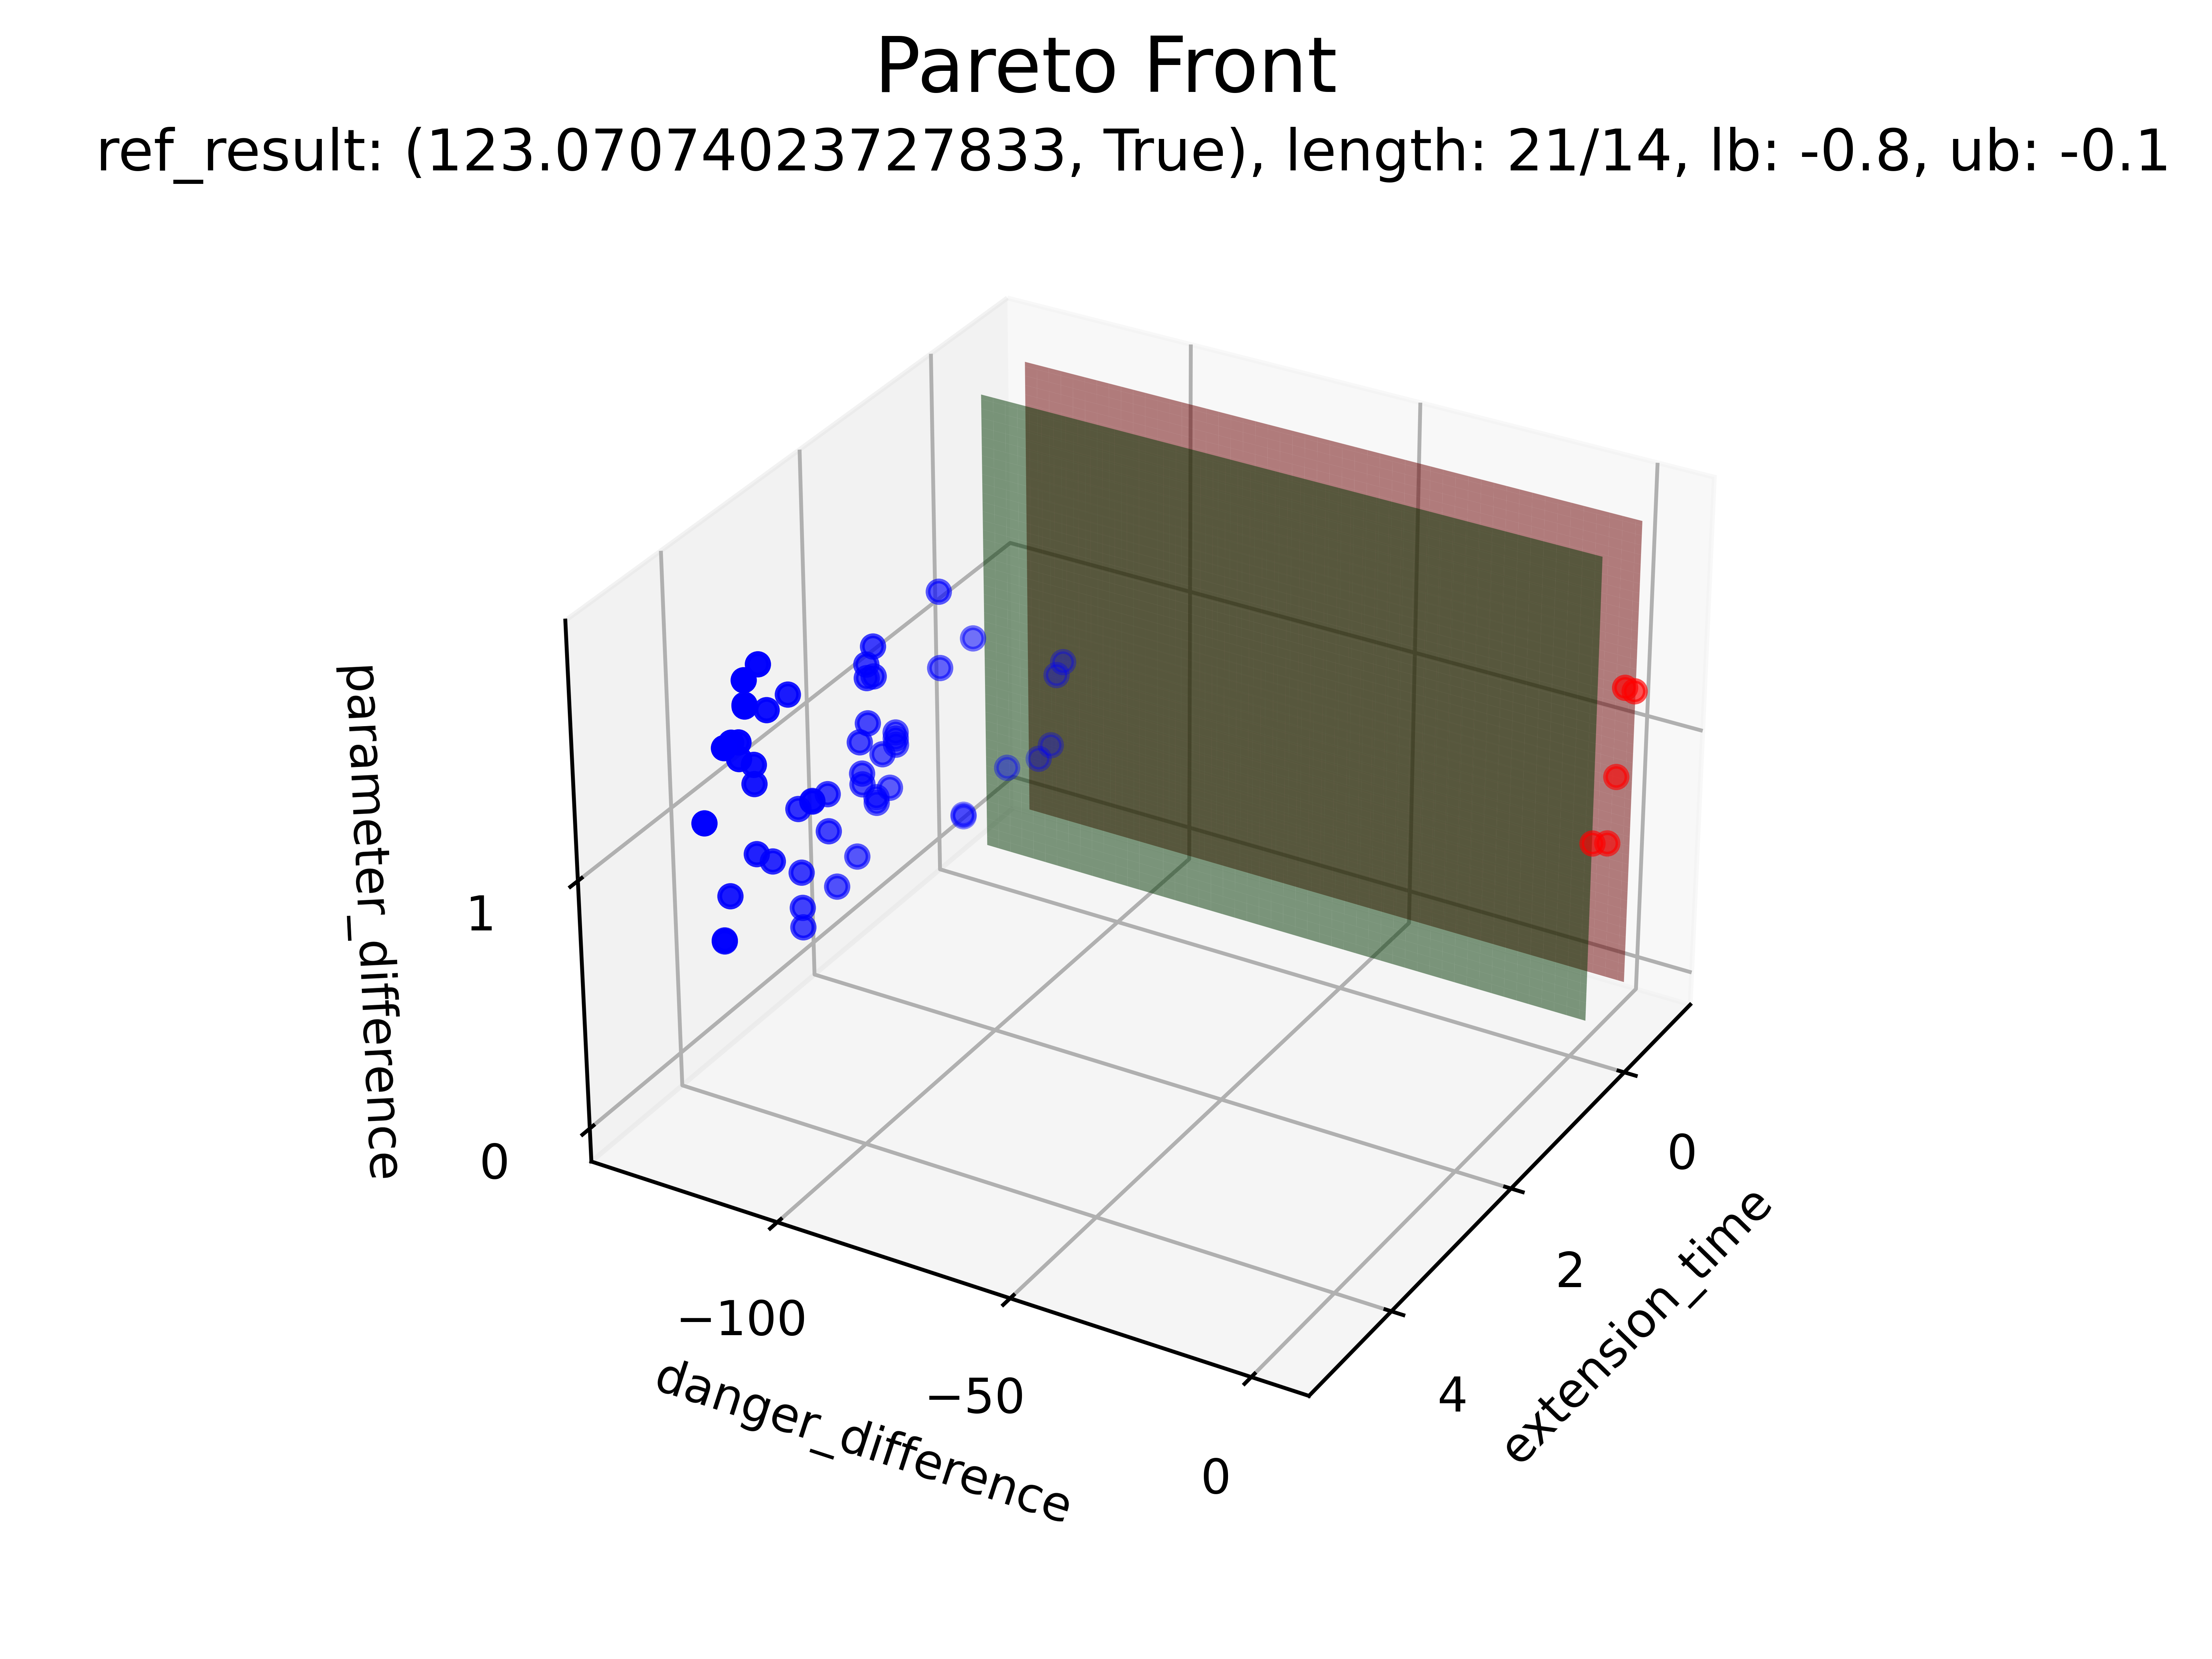 Pareto Front
ref_result: (123.07074023727833, True), length: 21/14, lb: -0.8, ub: -0.1
parameter_difference
1
0
−100
−50
0
danger_difference
0
2
4
extension_time